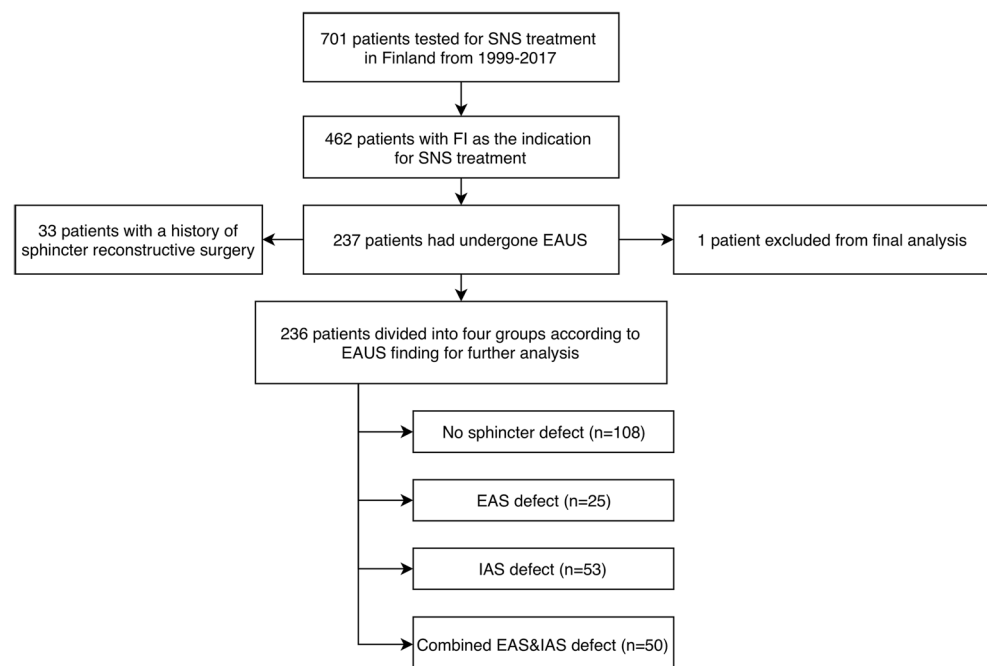 701 patients tested for SNS treatment
in Finland from 1999-2017
462 patients with FI as the indication
for SNS treatment
33 patients with a history of
sphincter reconstructive surgery
237 patients had undergone EAUS
1 patient excluded from final analysis
236 patients divided into four groups according to
EAUS finding for further analysis
No sphincter defect (n=108)
EAS defect (n=25)
IAS defect (n=53)
Combined EAS&IAS defect (n=50)